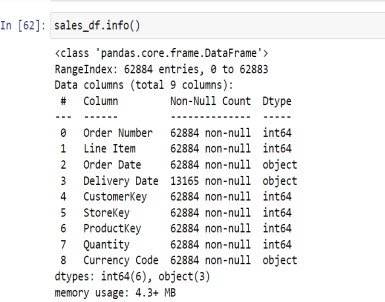 In [62]: sales_df.info()
<class 'pandas.core.frame.DataFrame'>
RangeIndex: 62884 entries, 0 to 62883
Data columns (total 9 columns):
 #   Column         Non-Null Count  Dtype
---  ------         --------------  -----
 0   Order Number   62884 non-null  int64
 1   Line Item      62884 non-null  int64
 2   Order Date     62884 non-null  object
 3   Delivery Date  13165 non-null  object
 4   CustomerKey    62884 non-null  int64
 5   StoreKey       62884 non-null  int64
 6   ProductKey     62884 non-null  int64
 7   Quantity       62884 non-null  int64
 8   Currency Code  62884 non-null  object
dtypes: int64(6), object(3)
memory usage: 4.3+ MB